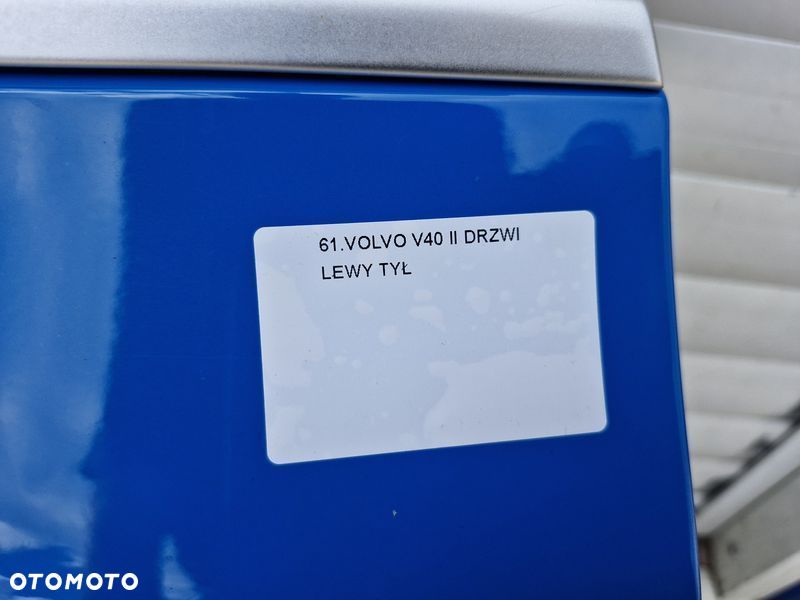 61.VOLVO V40 II DRZWI
LEWY TYŁ
OTOMOTO